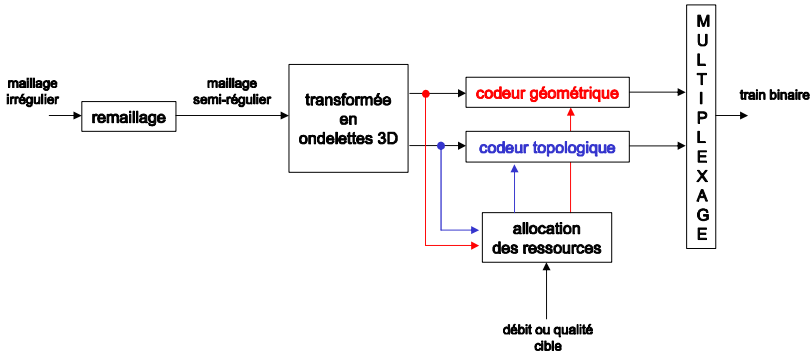 maillage
irrégulier
remaillage
maillage
semi-régulier
transformée
en
ondelettes 3D
codeur géométrique
codeur topologique
allocation
des ressources
débit ou qualité
cible
MULTIPLEXAGE
train binaire